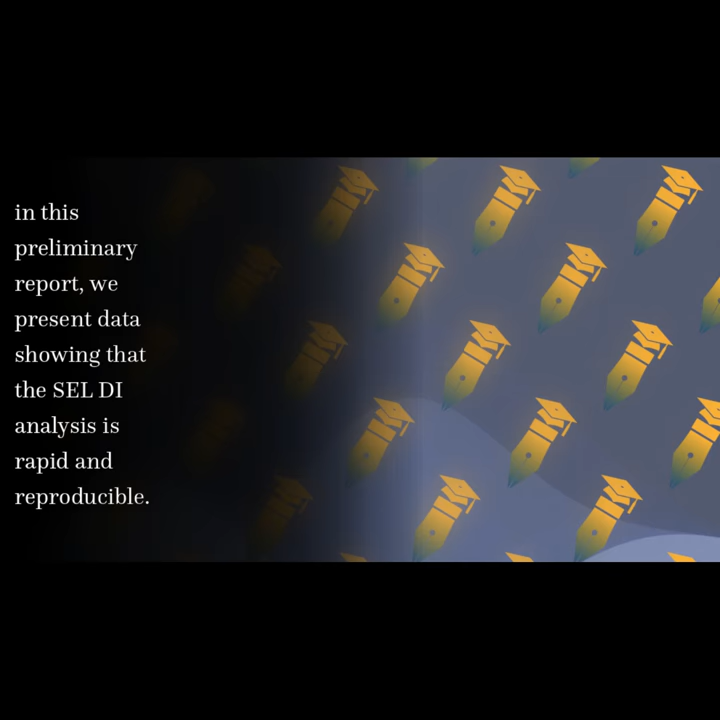 in this
preliminary
report, we
present data
showing that
the SEL DI
analysis is
rapid and
reproducible.